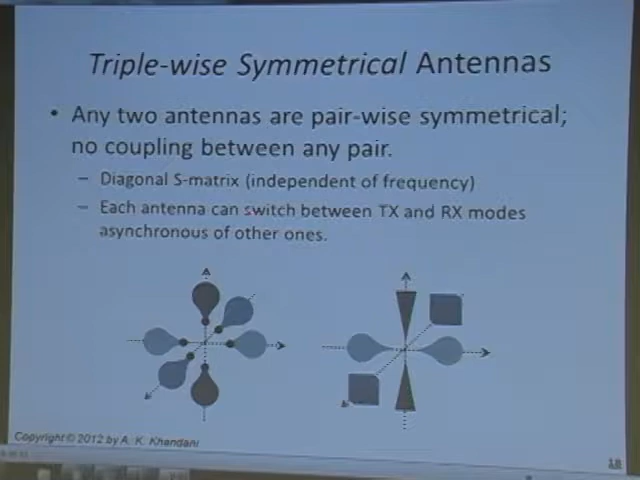 Triple-wise Symmetrical Antennas
• Any two antennas are pair-wise symmetrical;
no coupling between any pair.
– Diagonal S-matrix (independent of frequency)
– Each antenna can switch between TX and RX modes
asynchronous of other ones.
Copyright © 2012 by A. K. Khandani
18